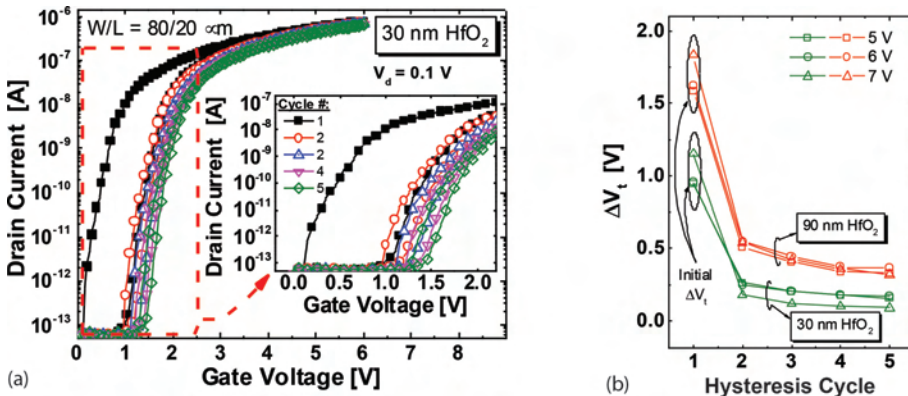 W/L = 80/20 ∝m
30 nm HfO2
Vd = 0.1 V
Drain Current [A]
10-6
10-7
10-8
10-9
10-10
10-11
10-12
10-13
0 1 2 3 4 5 6 7 8
Gate Voltage [V]
Cycle #:
1
2
2
4
5
Drain Current [A]
10-7
10-8
10-9
10-10
10-11
10-12
10-13
0.0 0.5 1.0 1.5 2.0
Gate Voltage [V]
(a)
5 V
6 V
7 V
ΔVt [V]
2.0
1.5
1.0
0.5
0.0
90 nm HfO2
Initial
ΔVt
30 nm HfO2
1 2 3 4 5
Hysteresis Cycle
(b)